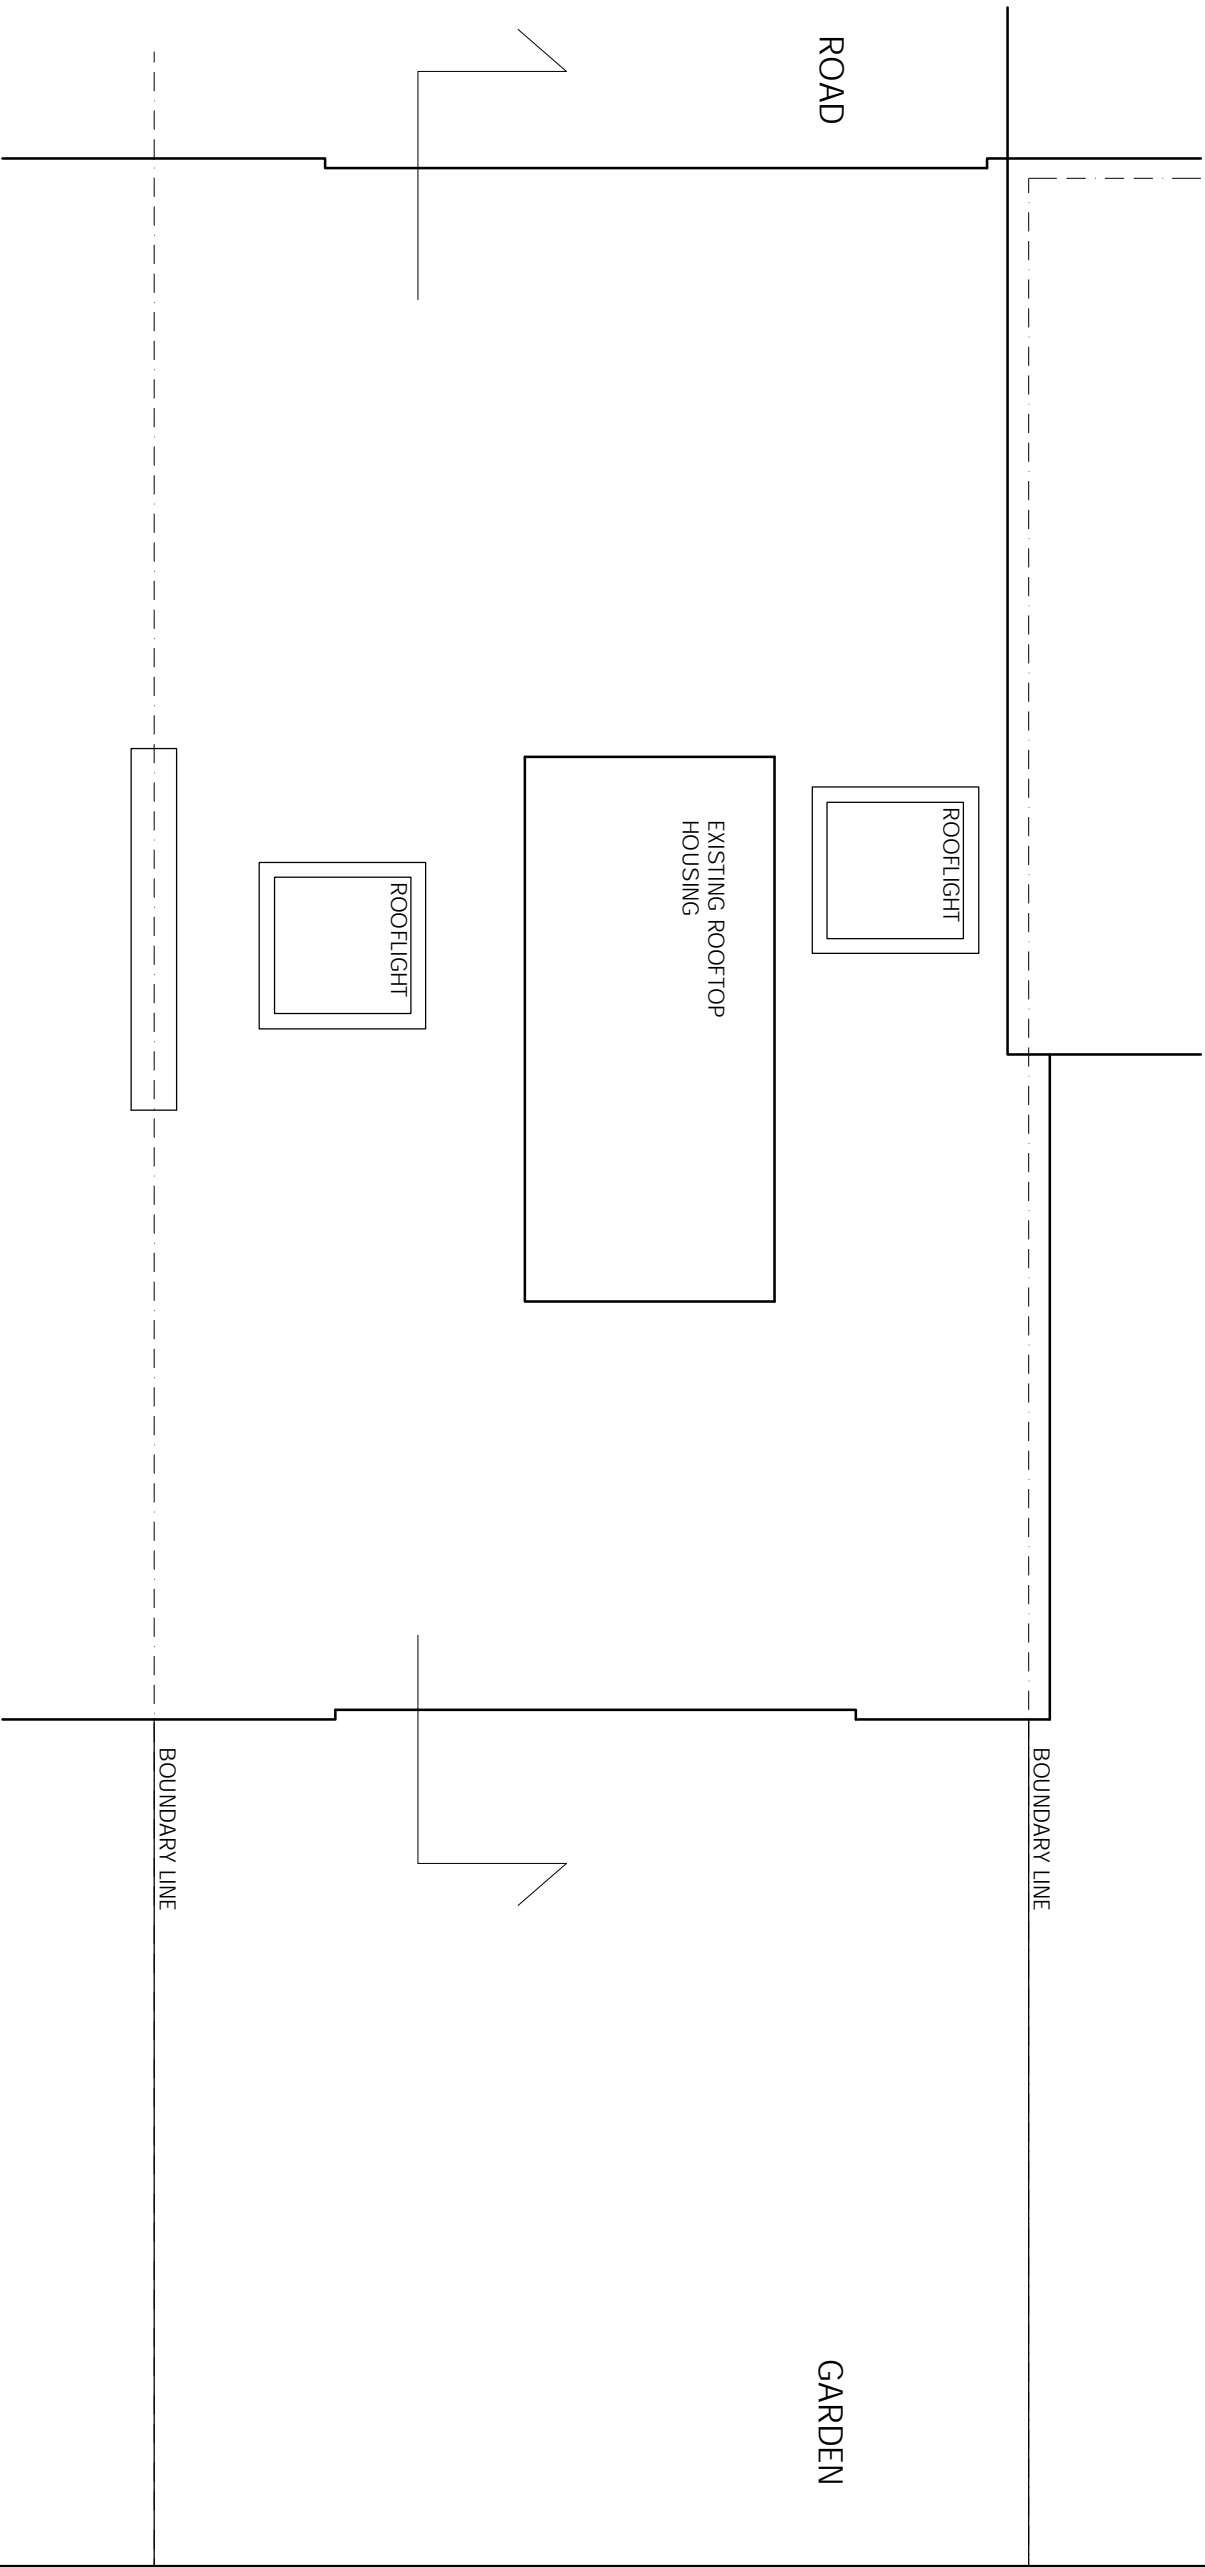 ROAD
ROOFLIGHT
EXISTING ROOFTOP
HOUSING
ROOFLIGHT
BOUNDARY LINE
BOUNDARY LINE
GARDEN